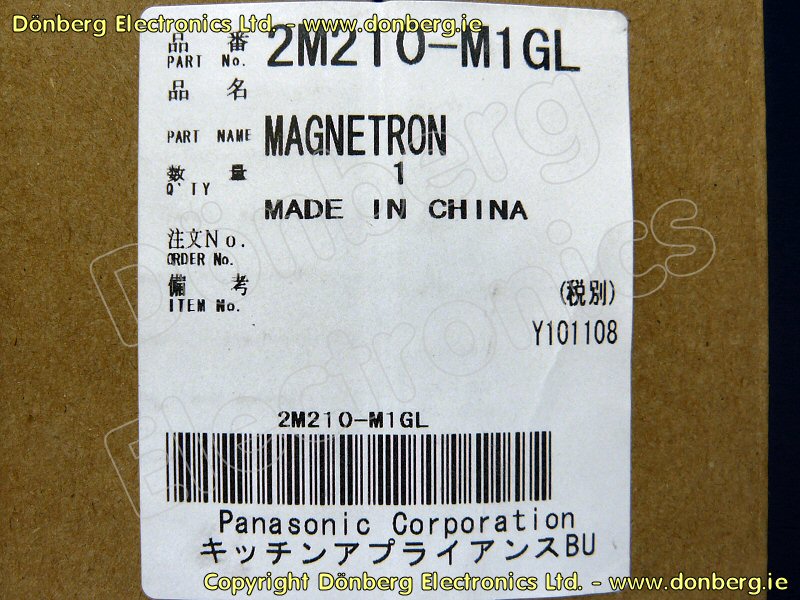 Dönberg Electronics Ltd. - www.donberg.ie
品番 2M210-M1GL
PART No.
品名
PART NAME MAGNETRON
数量 1
Q'TY
MADE IN CHINA
注文No.
ORDER No.
備考
ITEM No.
(税別)
Y101108
2M210-M1GL
Panasonic Corporation
キッチンアプライアンスBU
Dönberg Electronics
Copyright Dönberg Electronics Ltd. - www.donberg.ie